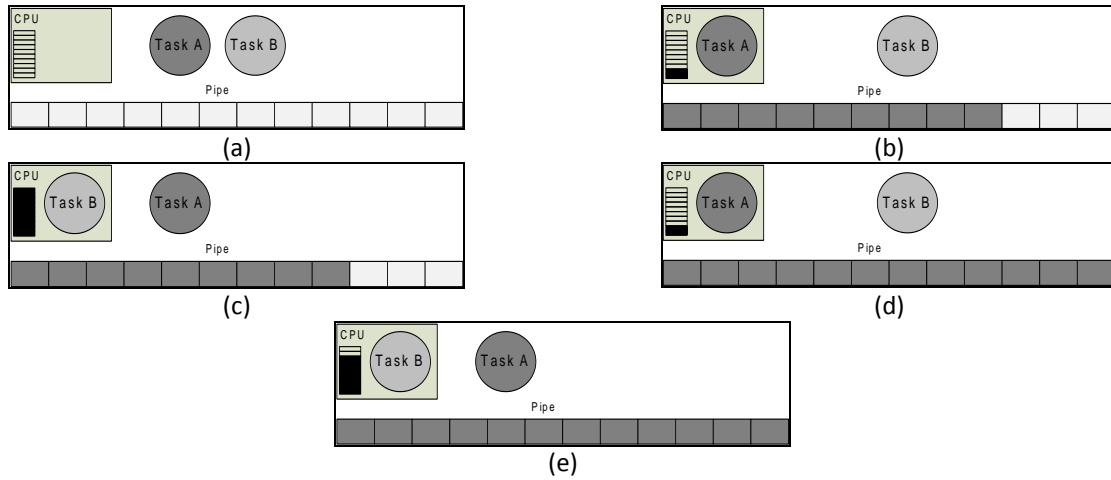 CPU
Task A Task B
Pipe
(a)
CPU
Task A Task B
Pipe
(b)
CPU
Task B Task A
Pipe
(c)
CPU
Task A Task B
Pipe
(d)
CPU
Task B Task A
Pipe
(e)